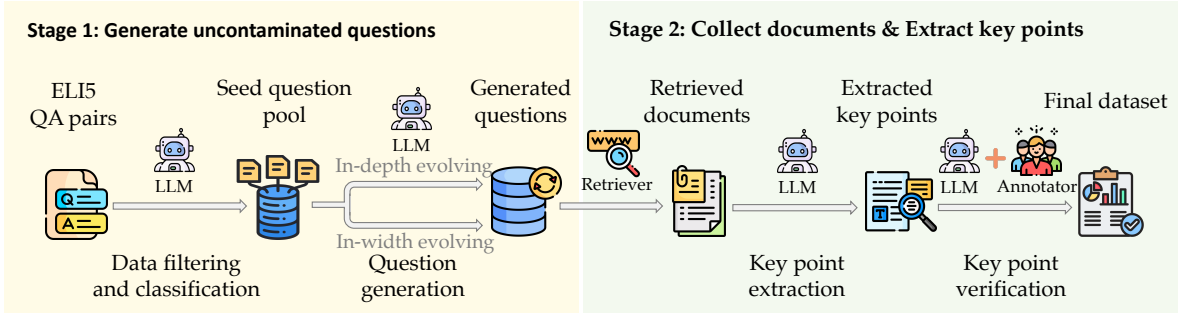 Stage 1: Generate uncontaminated questions
ELI5
QA pairs
LLM
Q
A
Seed question
pool
LLM
In-depth evolving
In-width evolving
Generated
questions
Data filtering
and classification
Question
generation
Stage 2: Collect documents & Extract key points
WWW
Retriever
Retrieved
documents
LLM
Extracted
key points
T
LLM
+
Annotator
Final dataset
Key point
extraction
Key point
verification